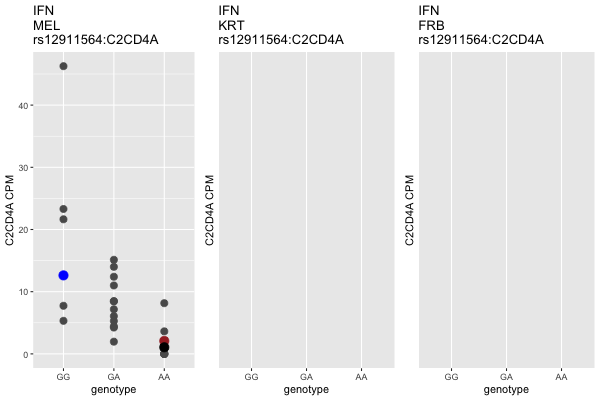 IFN
MEL
rs12911564:C2CD4A
IFN
KRT
rs12911564:C2CD4A
IFN
FRB
rs12911564:C2CD4A
C2CD4A CPM
40
30
20
10
0
GG GA AA
genotype
C2CD4A CPM
GG GA AA
genotype
C2CD4A CPM
GG GA AA
genotype